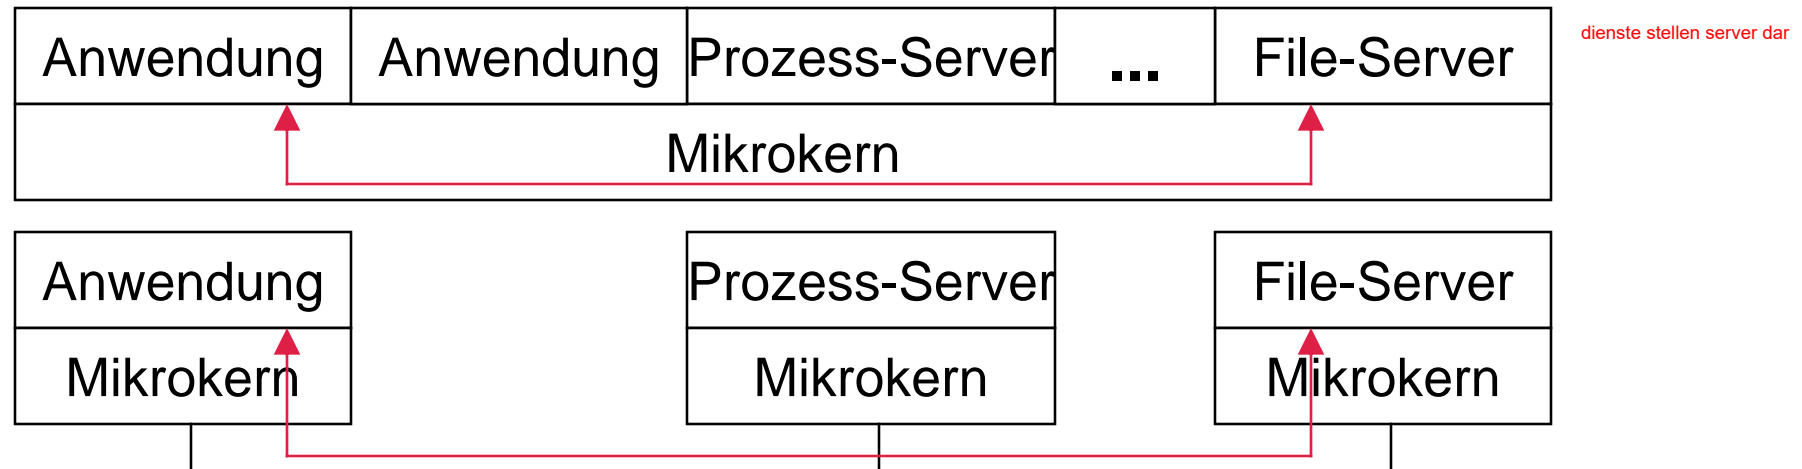 Anwendung Anwendung Prozess-Server ... File-Server
dienste stellen server dar
Mikrokern
Anwendung Prozess-Server File-Server
Mikrokern Mikrokern Mikrokern